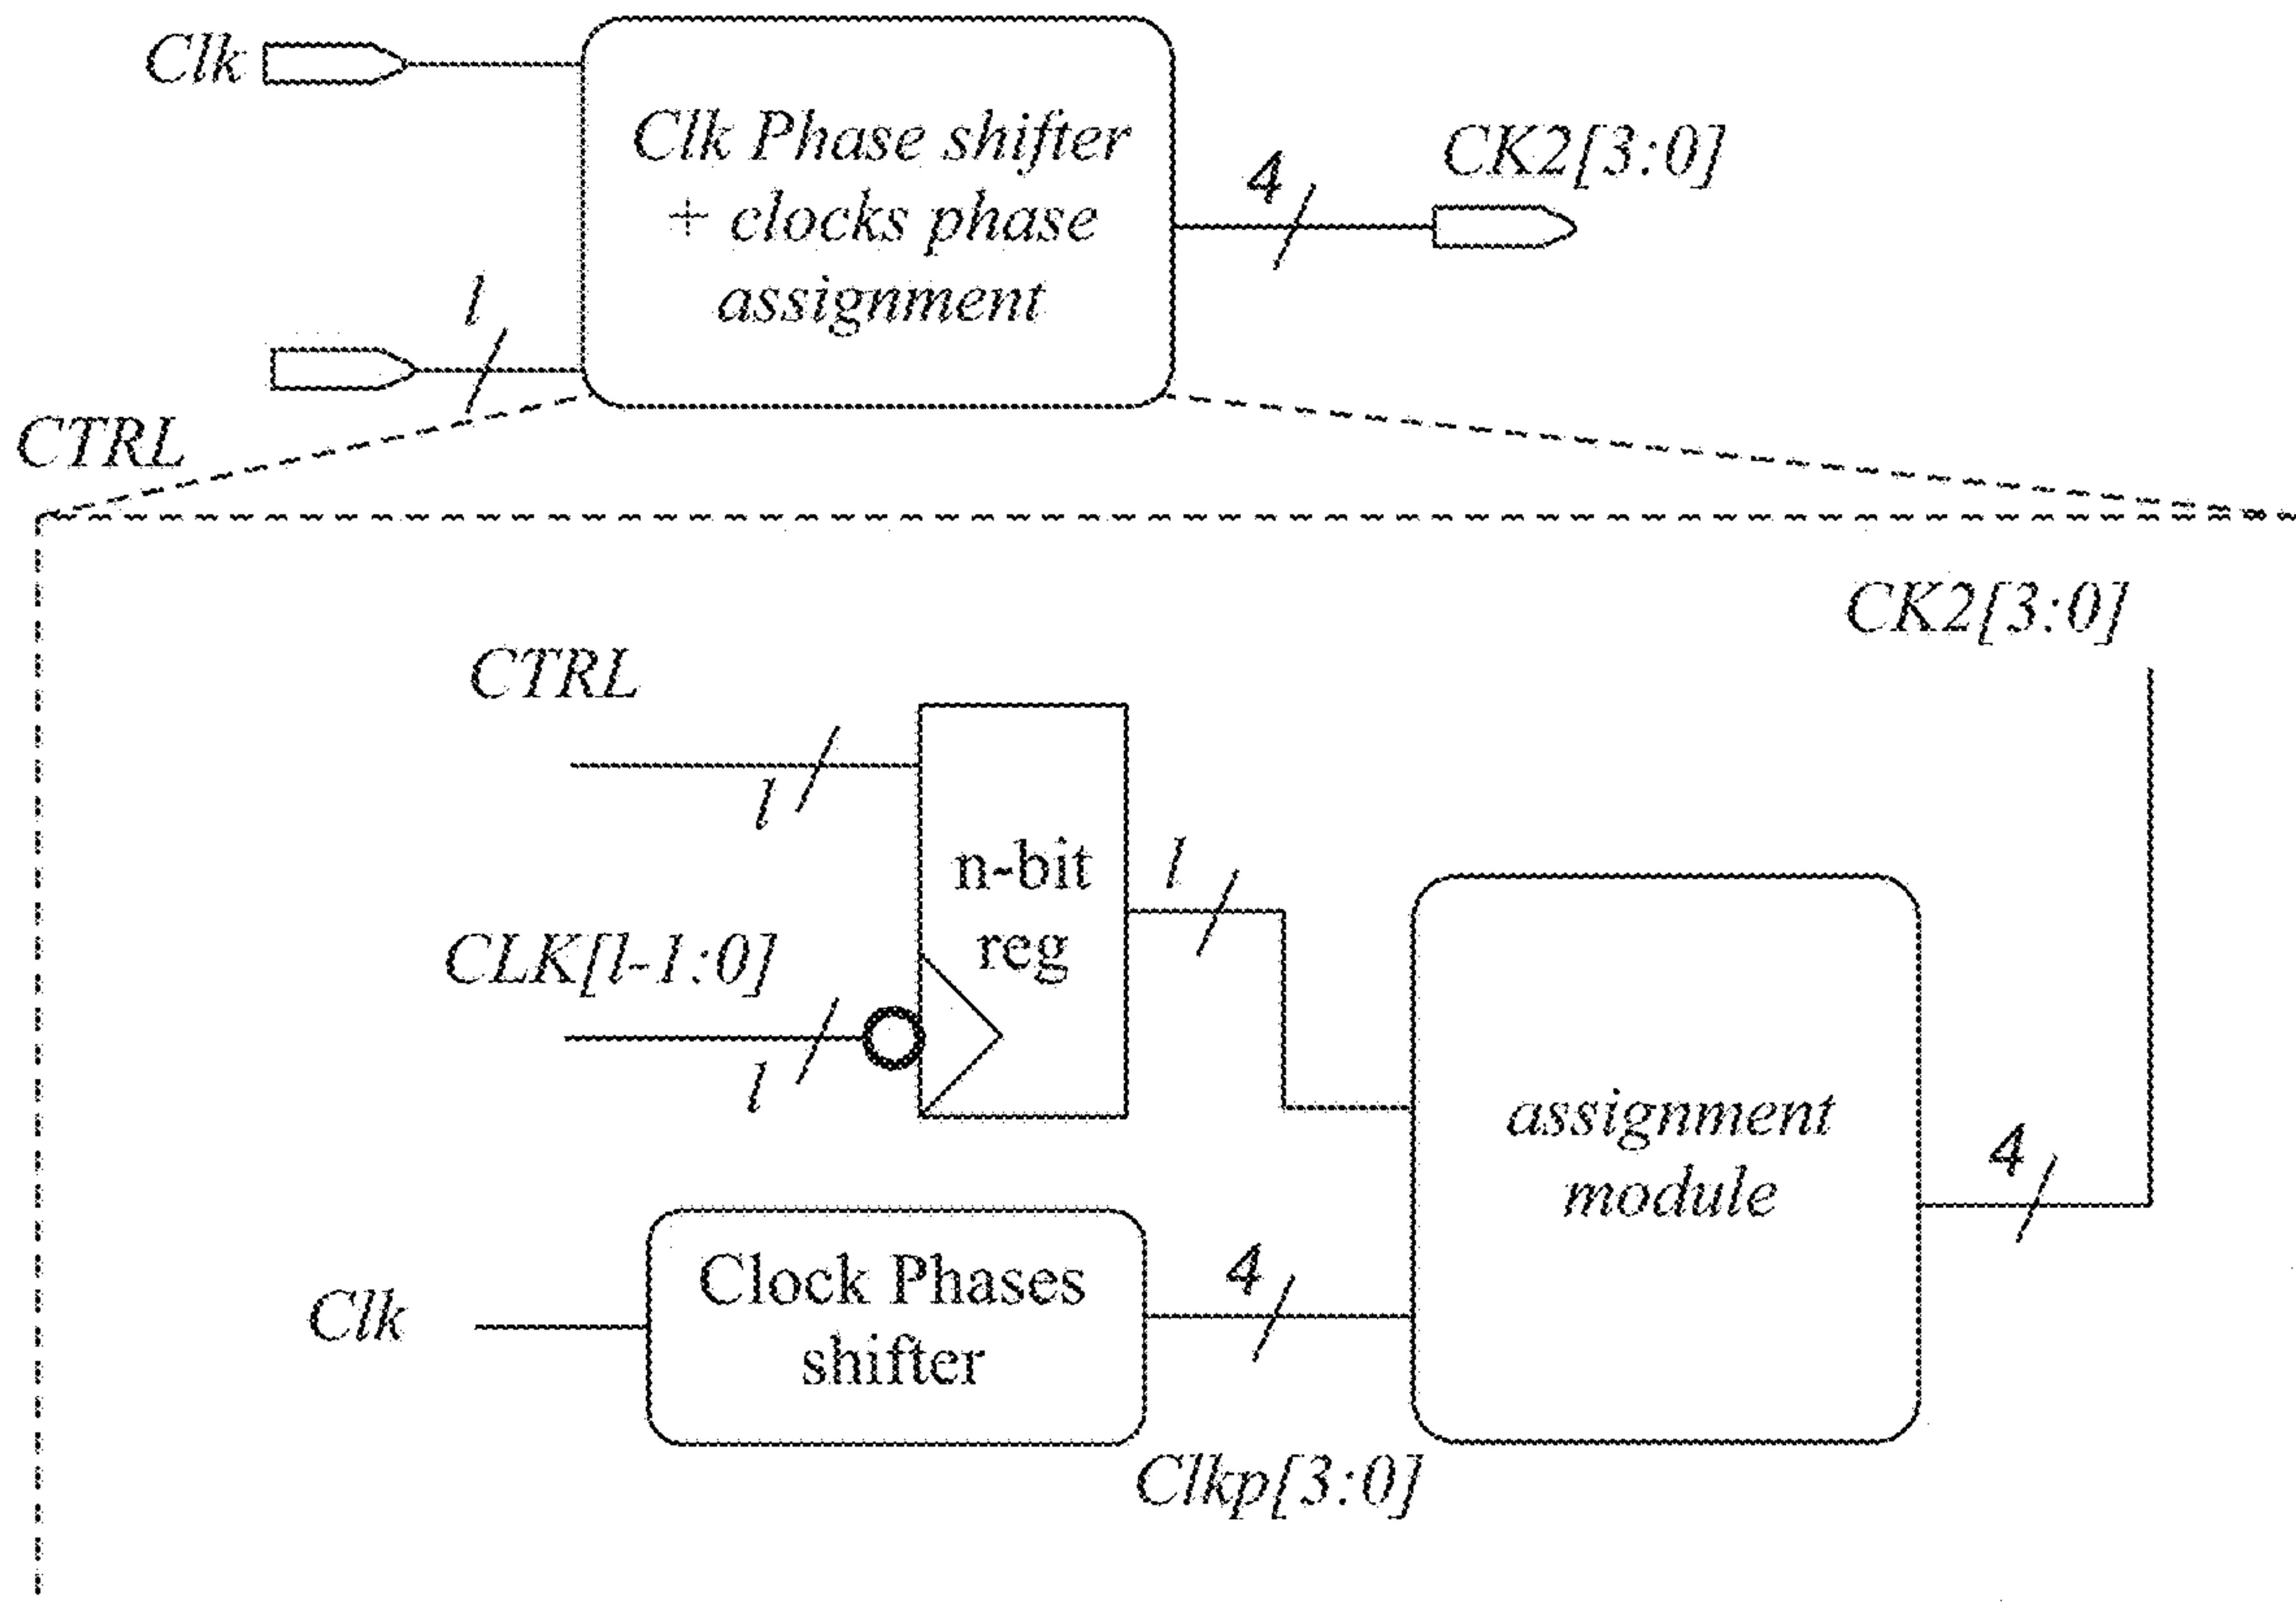 Clk
Clk Phase shifter
+ clocks phase
assignment
4
CK2[3:0]
l
CTRL
CK2[3:0]
CTRL
l
n-bit
reg
l
CLK[l-1:0]
l
assignment
module
4
Clk
Clock Phases
shifter
4
Clkp[3:0]